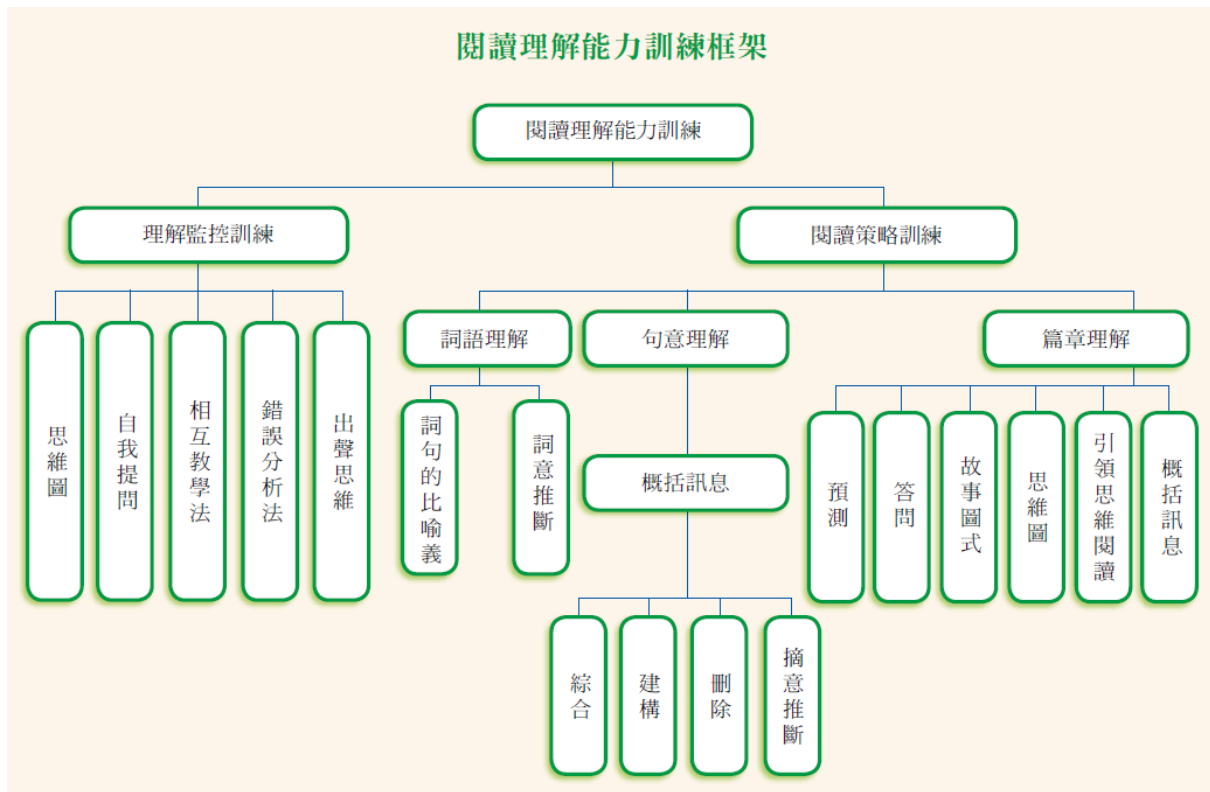 閱讀理解能力訓練框架
閱讀理解能力訓練
理解監控訓練
閱讀策略訓練
思維圖
自我提問
相互教學法
錯誤分析法
出聲思維
詞語理解
句意理解
篇章理解
詞句的比喻義
詞意推斷
概括訊息
預測
答問
故事圖式
思維圖
引領思維閱讀
概括訊息
綜合
建構
刪除
摘意推斷